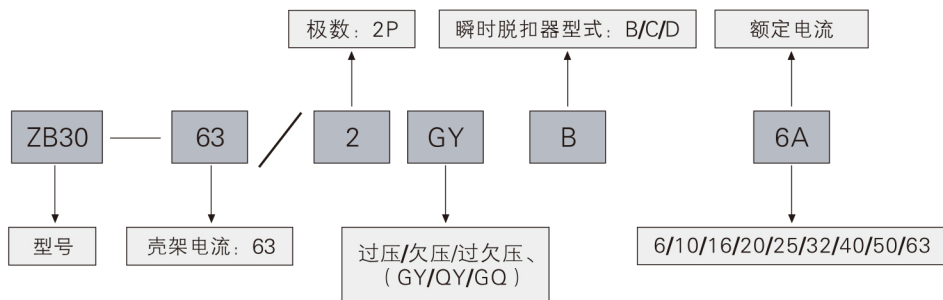 极数：2P
瞬时脱扣器型式：B/C/D
额定电流
ZB30 — 63 / 2 GY B 6A
型号
壳架电流：63
过压/欠压/过欠压、
（GY/QY/GQ）
6/10/16/20/25/32/40/50/63